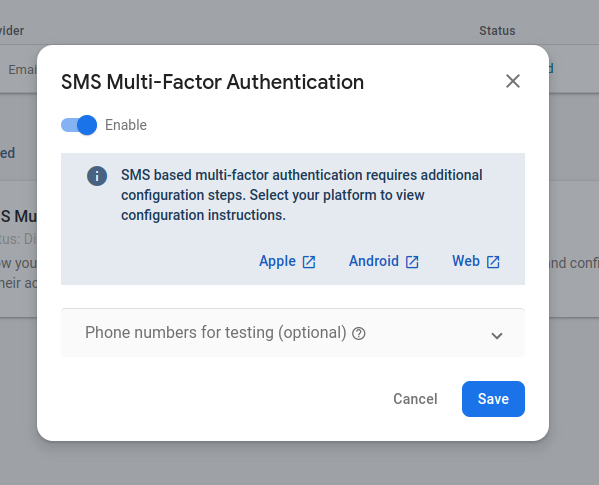 vider
Status
Emai
d
ed
SMS Multi-Factor Authentication
Enable
SMS based multi-factor authentication requires additional
configuration steps. Select your platform to view
configuration instructions.
Apple
Android
Web
S Mu
tus: Di
ow you
and confi
heir ac
Phone numbers for testing (optional)
Cancel
Save